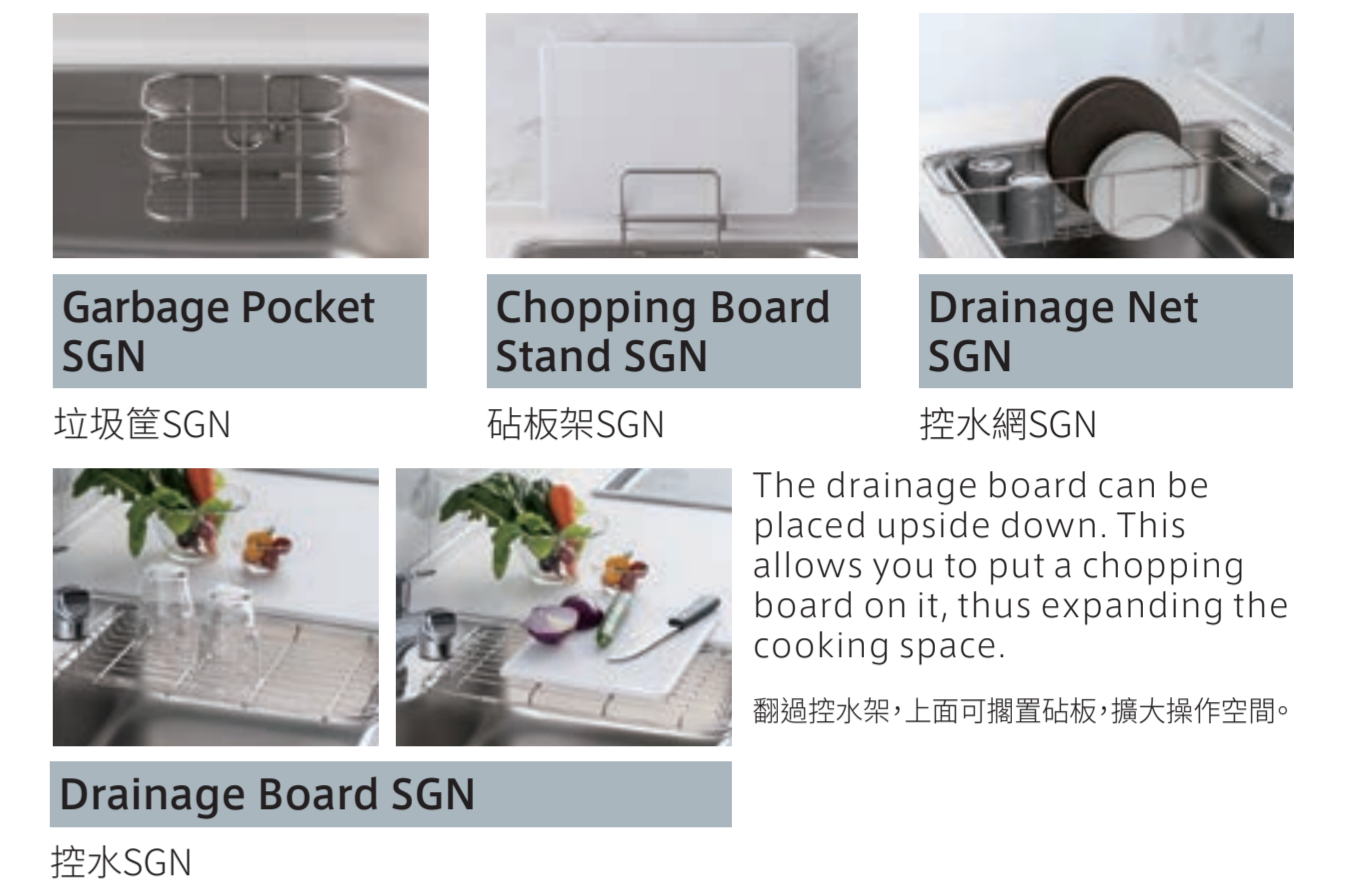 Garbage Pocket
SGN
垃圾筐SGN
Chopping Board
Stand SGN
砧板架SGN
Drainage Net
SGN
控水網SGN
The drainage board can be
placed upside down. This
allows you to put a chopping
board on it, thus expanding the
cooking space.
翻過控水架，上面可擱置砧板，擴大操作空間。
Drainage Board SGN
控水SGN